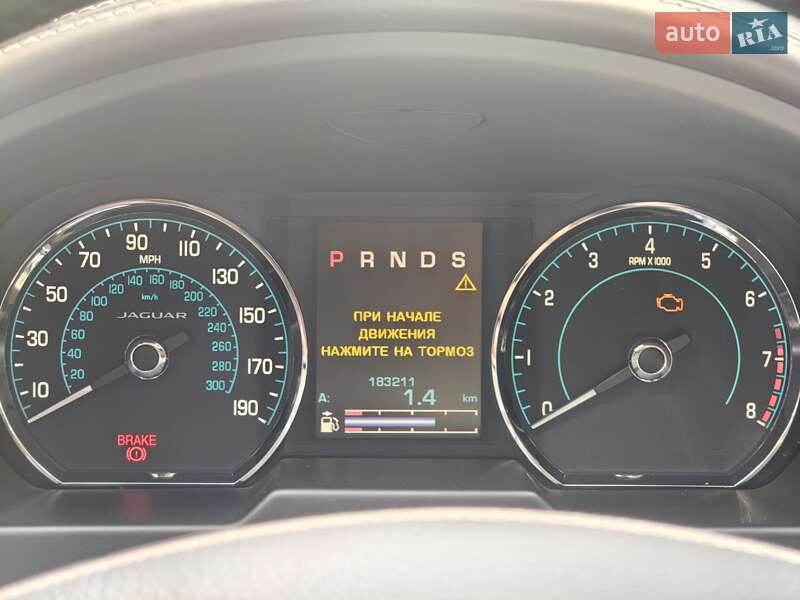 auto RIA .com
10 30 50 70 90 110 130 150 170 190
MPH
20 40 60 80 100 120 140 160 180 200 220 240 260 280 300
km/h
JAGUAR
BRAKE
P R N D S
ПРИ НАЧАЛЕ
ДВИЖЕНИЯ
НАЖМИТЕ НА ТОРМОЗ
183211
A: 1.4 km
0 1 2 3 4 5 6 7 8
RPM X 1000